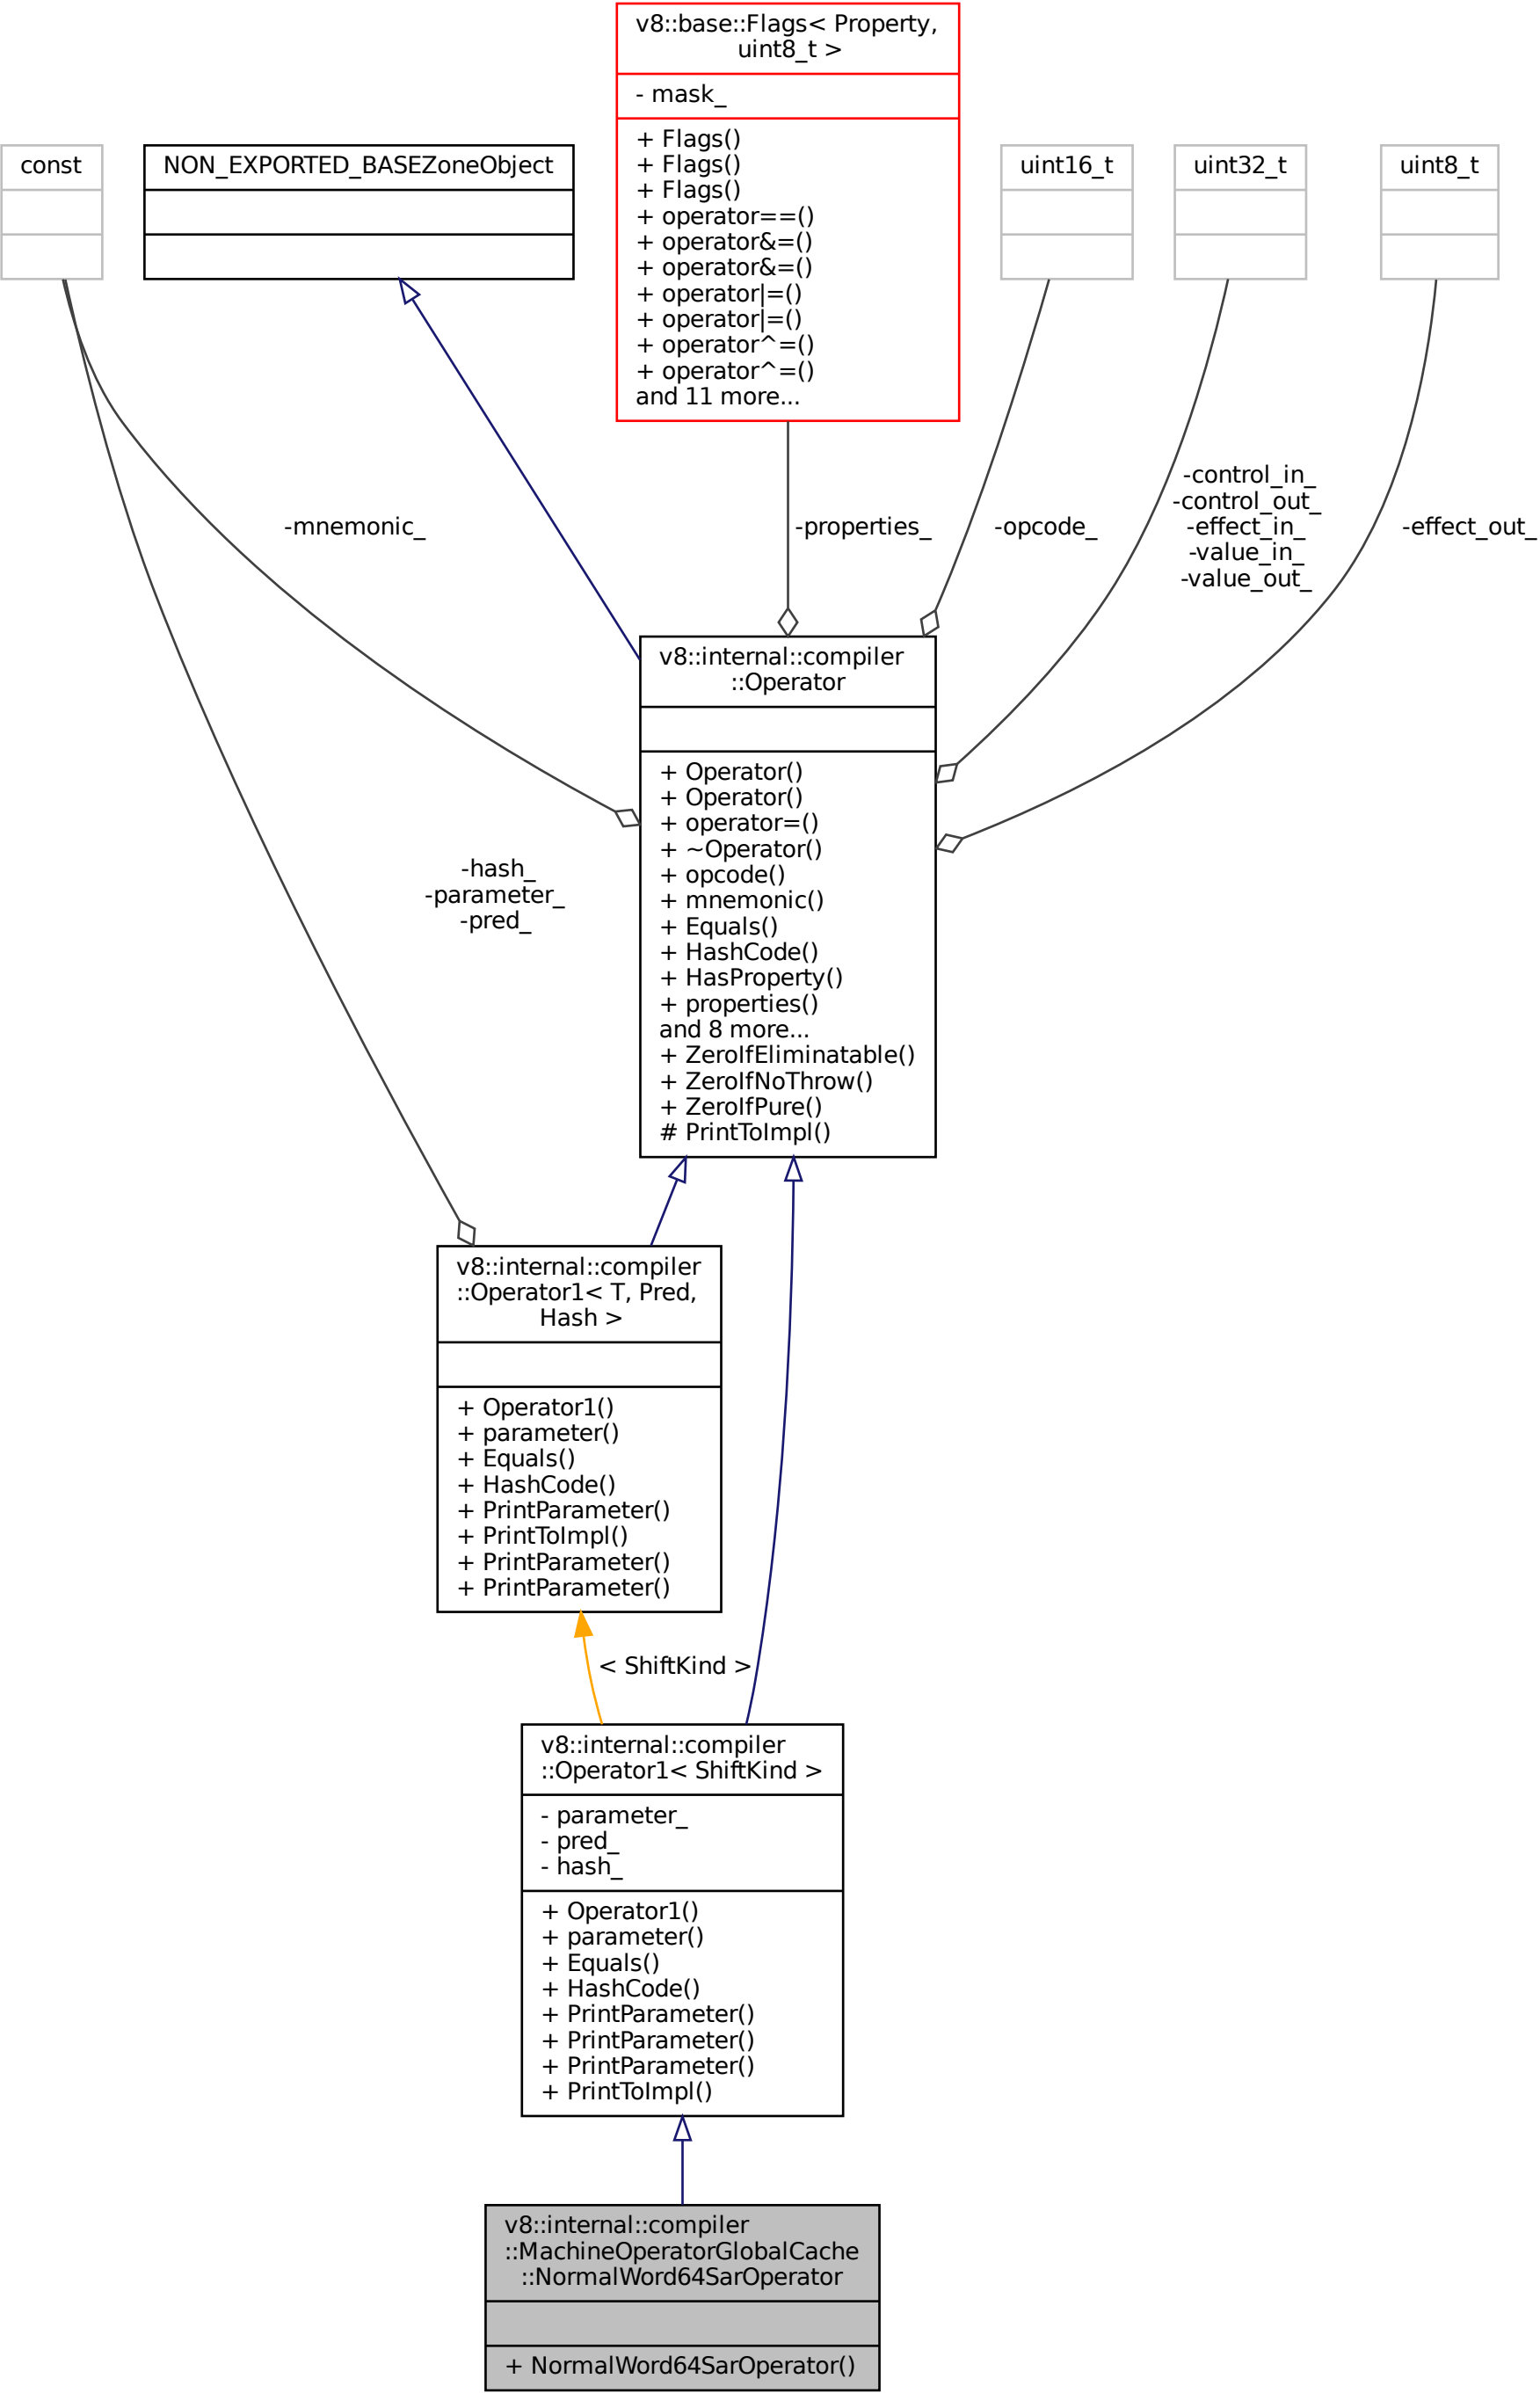 v8::base::Flags< Property,
uint8_t >
- mask_
+ Flags()
+ Flags()
+ Flags()
+ operator==()
+ operator&=()
+ operator&=()
+ operator|=()
+ operator|=()
+ operator^=()
+ operator^=()
and 11 more...
const
NON_EXPORTED_BASEZoneObject
uint16_t
uint32_t
uint8_t
-mnemonic_
-properties_
-opcode_
-control_in_
-control_out_
-effect_in_
-value_in_
-value_out_
-effect_out_
v8::internal::compiler
::Operator
+ Operator()
+ Operator()
+ operator=()
+ ~Operator()
+ opcode()
+ mnemonic()
+ Equals()
+ HashCode()
+ HasProperty()
+ properties()
and 8 more...
+ ZeroIfEliminatable()
+ ZeroIfNoThrow()
+ ZeroIfPure()
# PrintToImpl()
-hash_
-parameter_
-pred_
v8::internal::compiler
::Operator1< T, Pred,
Hash >
+ Operator1()
+ parameter()
+ Equals()
+ HashCode()
+ PrintParameter()
+ PrintToImpl()
+ PrintParameter()
+ PrintParameter()
< ShiftKind >
v8::internal::compiler
::Operator1< ShiftKind >
- parameter_
- pred_
- hash_
+ Operator1()
+ parameter()
+ Equals()
+ HashCode()
+ PrintParameter()
+ PrintParameter()
+ PrintParameter()
+ PrintToImpl()
v8::internal::compiler
::MachineOperatorGlobalCache
::NormalWord64SarOperator
+ NormalWord64SarOperator()